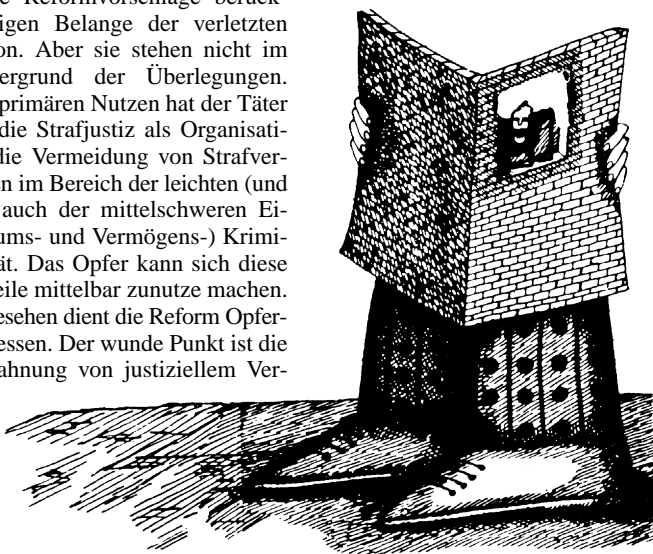 e Reformvorschläge berück-
igen Belange der verletzten
on. Aber sie stehen nicht im
ergrund der Überlegungen.
primären Nutzen hat der Täter
die Strafjustiz als Organisati-
die Vermeidung von Strafver-
en im Bereich der leichten (und
auch der mittelschweren Ei-
ums- und Vermögens-) Krimi-
ät. Das Opfer kann sich diese
eile mittelbar zunutze machen.
esehen dient die Reform Opfer-
essen. Der wunde Punkt ist die
ahnung von justiziellem Ver-